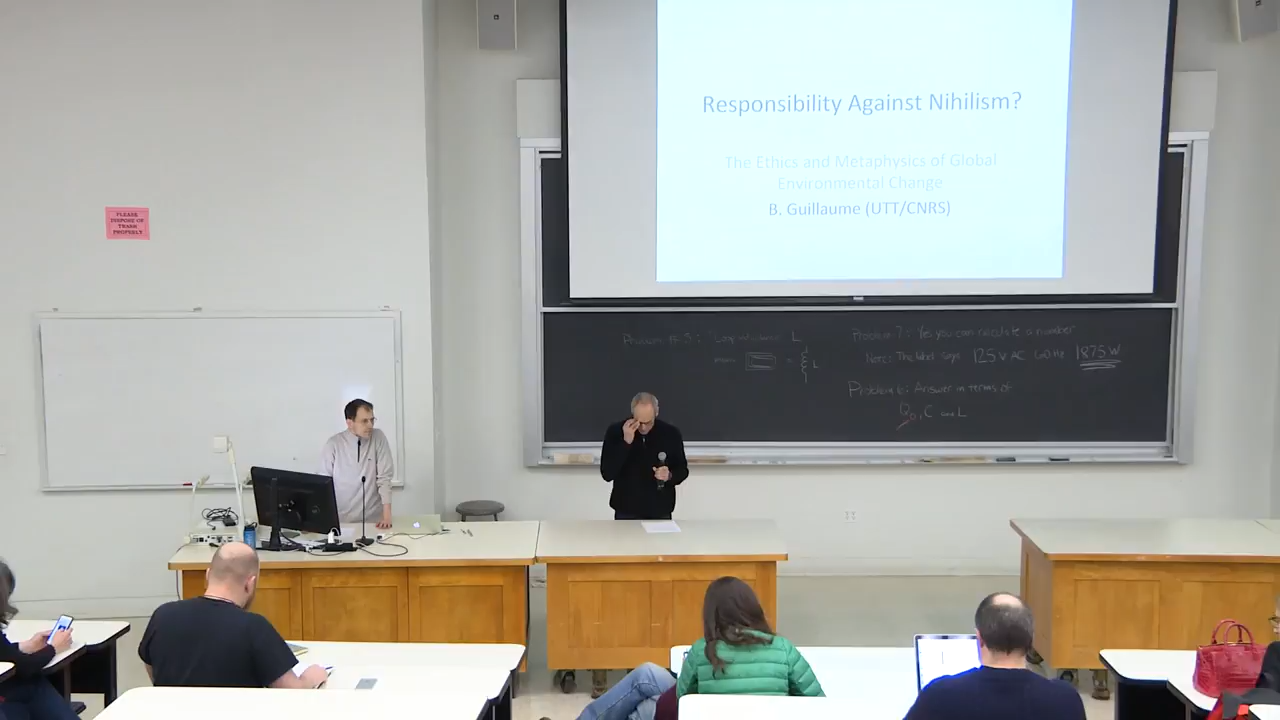 Responsibility Against Nihilism?
The Ethics and Metaphysics of Global
Environmental Change
B. Guillaume (UTT/CNRS)
PLEASE
DISPOSE OF
TRASH
PROPERLY
Problem 7: Yes you can calculate a number
Note: The label says 125 V AC 60 Hz 1875 W
L
L
Problem 6: Answer in terms of
Q₀, C and L